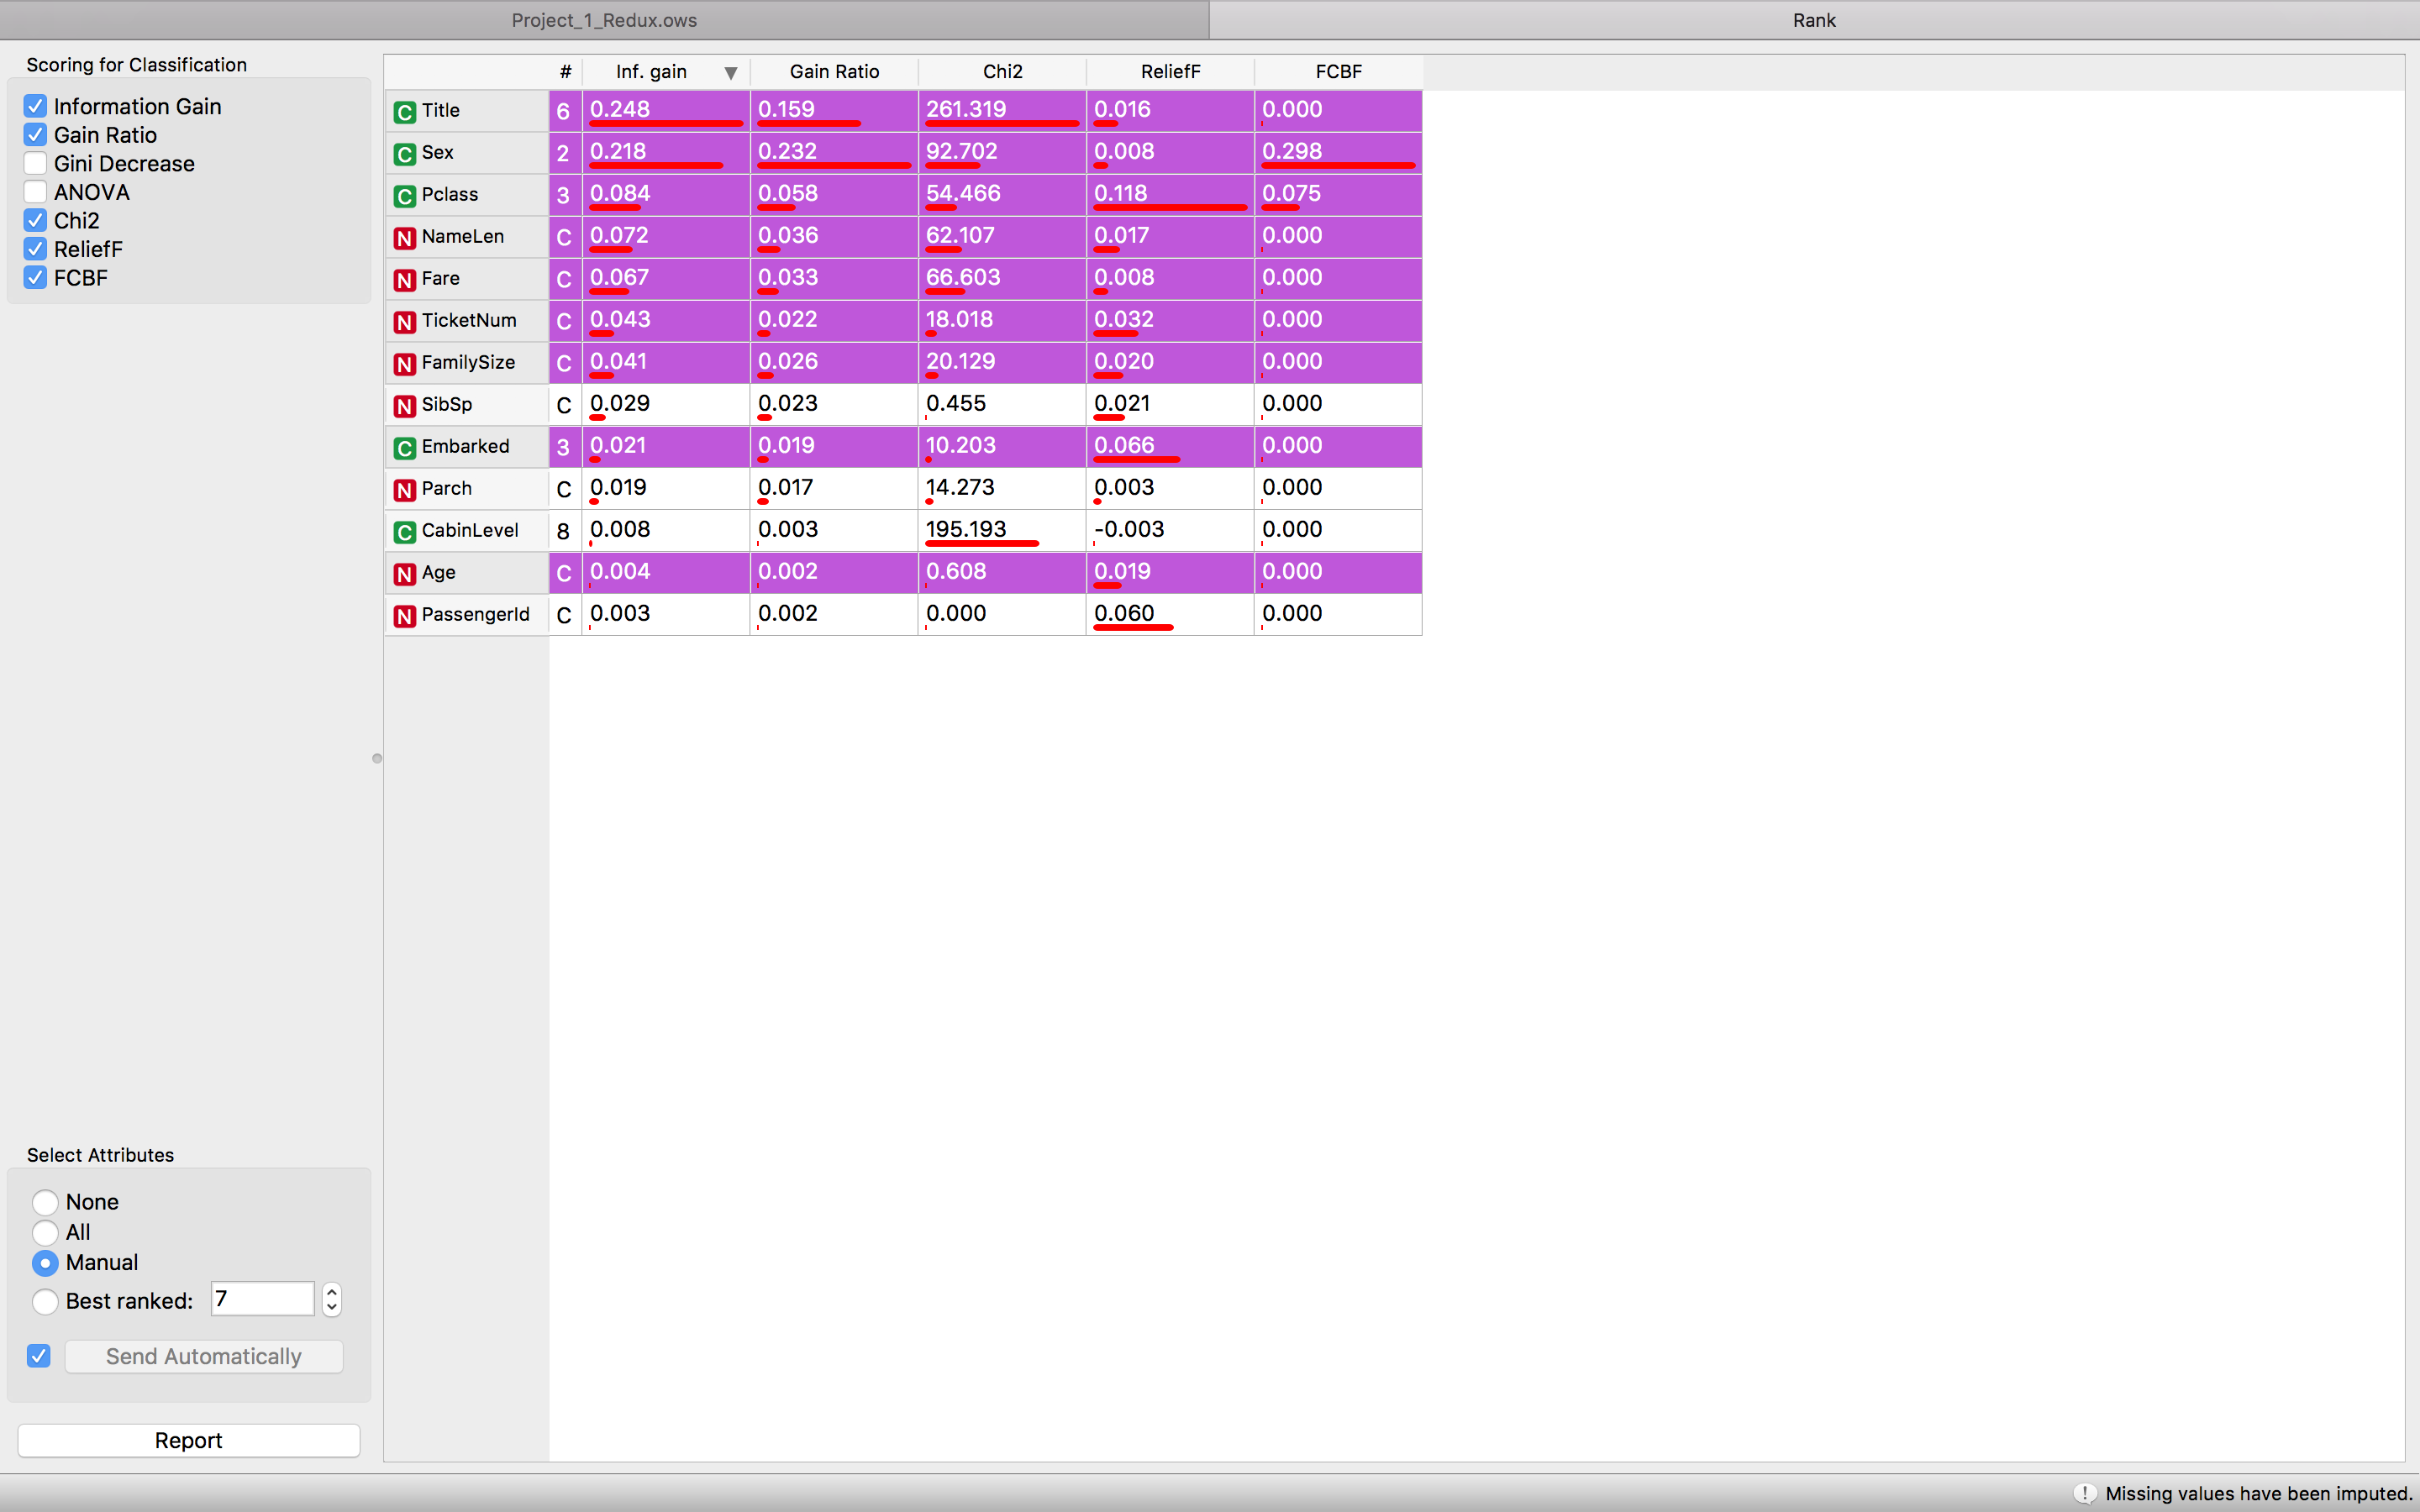 Project_1_Redux.ows Rank
Scoring for Classification
Information Gain
Gain Ratio
Gini Decrease
ANOVA
Chi2
ReliefF
FCBF
# Inf. gain Gain Ratio Chi2 ReliefF FCBF
C Title 6 0.248 0.159 261.319 0.016 0.000
C Sex 2 0.218 0.232 92.702 0.008 0.298
C Pclass 3 0.084 0.058 54.466 0.118 0.075
N NameLen C 0.072 0.036 62.107 0.017 0.000
N Fare C 0.067 0.033 66.603 0.008 0.000
N TicketNum C 0.043 0.022 18.018 0.032 0.000
N FamilySize C 0.041 0.026 20.129 0.020 0.000
N SibSp C 0.029 0.023 0.455 0.021 0.000
C Embarked 3 0.021 0.019 10.203 0.066 0.000
N Parch C 0.019 0.017 14.273 0.003 0.000
C CabinLevel 8 0.008 0.003 195.193 -0.003 0.000
N Age C 0.004 0.002 0.608 0.019 0.000
N PassengerId C 0.003 0.002 0.000 0.060 0.000
Select Attributes
None
All
Manual
Best ranked: 7
Send Automatically
Report
Missing values have been imputed.